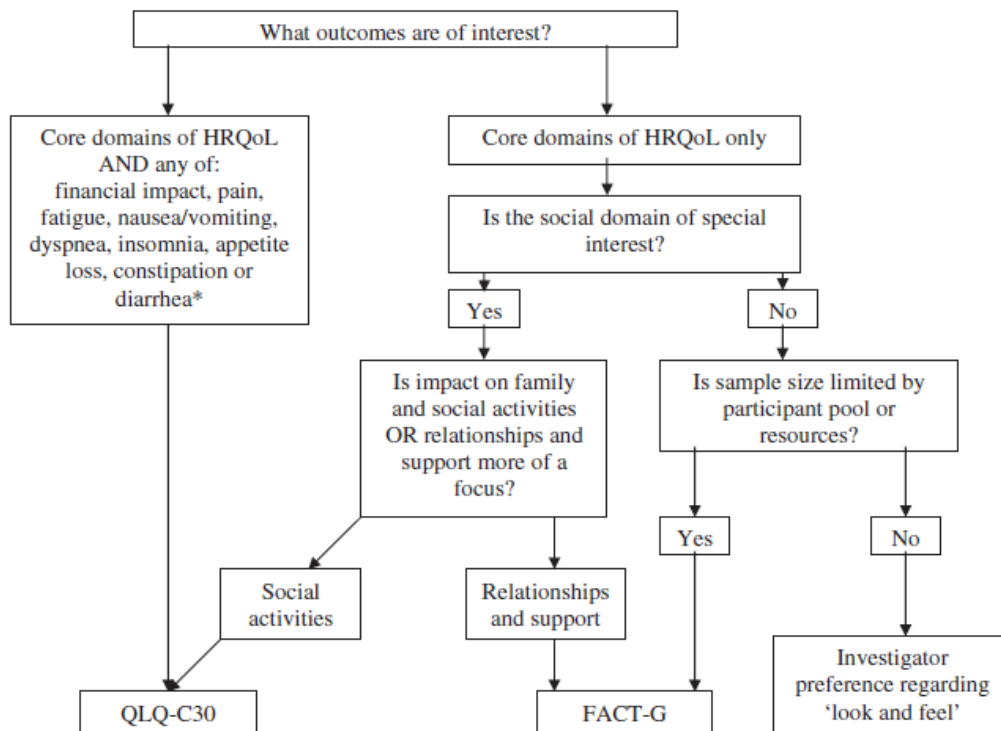 What outcomes are of interest?
Core domains of HRQoL
AND any of:
financial impact, pain,
fatigue, nausea/vomiting,
dyspnea, insomnia, appetite
loss, constipation or
diarrhea*
Core domains of HRQoL only
Is the social domain of special
interest?
Yes
No
Is impact on family
and social activities
OR relationships and
support more of a
focus?
Is sample size limited by
participant pool or
resources?
Yes
No
Social
activities
Relationships
and support
Investigator
preference regarding
‘look and feel’
QLQ-C30
FACT-G